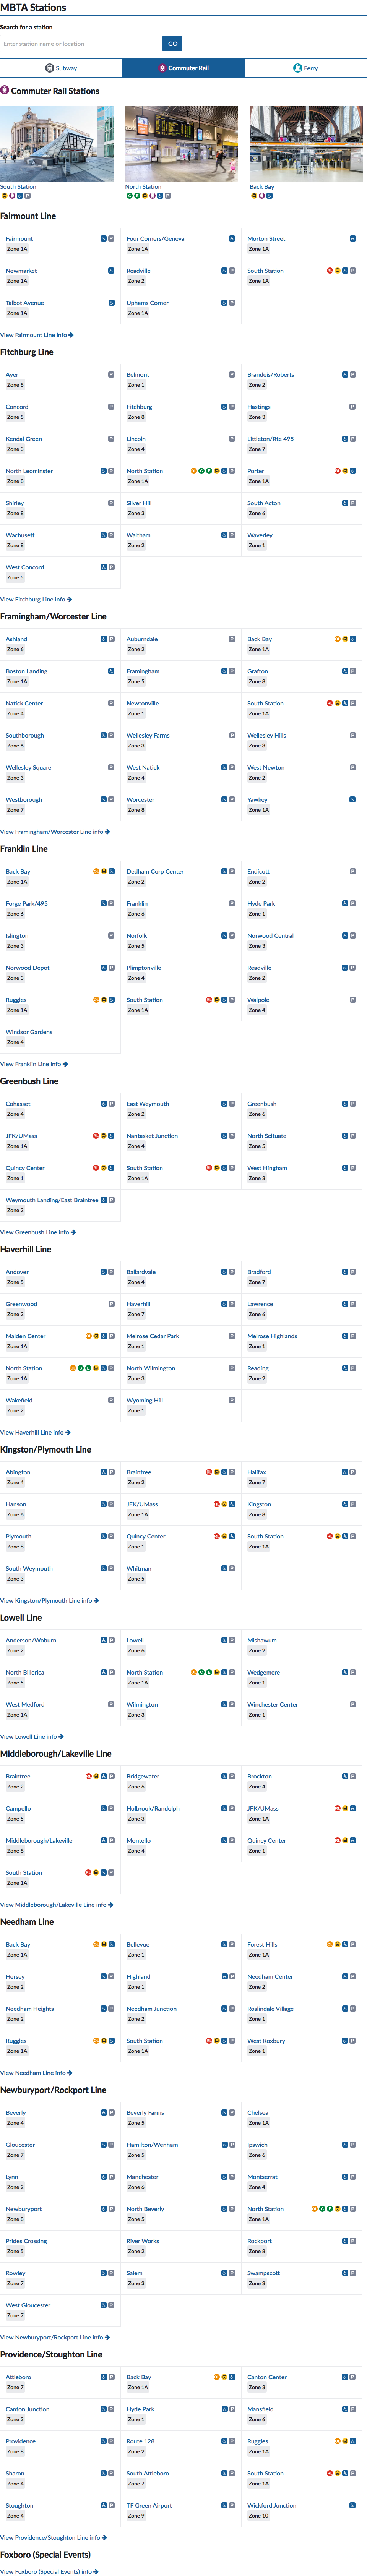 MBTA Stations
Search for a station
Enter station name or location
GO
Subway
Commuter Rail
Ferry
Commuter Rail Stations
South Station
North Station
Back Bay
Fairmount Line
Fairmount
Zone 1A
Four Corners/Geneva
Zone 1A
Morton Street
Zone 1A
Newmarket
Zone 1A
Readville
Zone 2
South Station
Zone 1A
Talbot Avenue
Zone 1A
Uphams Corner
Zone 1A
View Fairmount Line info
Fitchburg Line
Ayer
Zone 8
Belmont
Zone 1
Brandeis/Roberts
Zone 2
Concord
Zone 5
Fitchburg
Zone 8
Hastings
Zone 3
Kendal Green
Zone 3
Lincoln
Zone 4
Littleton/Rte 495
Zone 7
North Leominster
Zone 8
North Station
Zone 1A
Porter
Zone 1A
Shirley
Zone 8
Silver Hill
Zone 3
South Acton
Zone 6
Wachusett
Zone 8
Waltham
Zone 2
Waverley
Zone 1
West Concord
Zone 5
View Fitchburg Line info
Framingham/Worcester Line
Ashland
Zone 6
Auburndale
Zone 2
Back Bay
Zone 1A
Boston Landing
Zone 1A
Framingham
Zone 5
Grafton
Zone 8
Natick Center
Zone 4
Newtonville
Zone 1
South Station
Zone 1A
Southborough
Zone 6
Wellesley Farms
Zone 3
Wellesley Hills
Zone 3
Wellesley Square
Zone 3
West Natick
Zone 4
West Newton
Zone 2
Westborough
Zone 7
Worcester
Zone 8
Yawkey
Zone 1A
View Framingham/Worcester Line info
Franklin Line
Back Bay
Zone 1A
Dedham Corp Center
Zone 2
Endicott
Zone 2
Forge Park/495
Zone 6
Franklin
Zone 6
Hyde Park
Zone 1
Islington
Zone 3
Norfolk
Zone 5
Norwood Central
Zone 3
Norwood Depot
Zone 3
Plimptonville
Zone 4
Readville
Zone 2
Ruggles
Zone 1A
South Station
Zone 1A
Walpole
Zone 4
Windsor Gardens
Zone 4
View Franklin Line info
Greenbush Line
Cohasset
Zone 4
East Weymouth
Zone 2
Greenbush
Zone 6
JFK/UMass
Zone 1A
Nantasket Junction
Zone 4
North Scituate
Zone 5
Quincy Center
Zone 1
South Station
Zone 1A
West Hingham
Zone 3
Weymouth Landing/East Braintree
Zone 2
View Greenbush Line info
Haverhill Line
Andover
Zone 5
Ballardvale
Zone 4
Bradford
Zone 7
Greenwood
Zone 2
Haverhill
Zone 7
Lawrence
Zone 6
Malden Center
Zone 1A
Melrose Cedar Park
Zone 1
Melrose Highlands
Zone 1
North Station
Zone 1A
North Wilmington
Zone 3
Reading
Zone 2
Wakefield
Zone 2
Wyoming Hill
Zone 1
View Haverhill Line info
Kingston/Plymouth Line
Abington
Zone 4
Braintree
Zone 2
Halifax
Zone 7
Hanson
Zone 6
JFK/UMass
Zone 1A
Kingston
Zone 8
Plymouth
Zone 8
Quincy Center
Zone 1
South Station
Zone 1A
South Weymouth
Zone 3
Whitman
Zone 5
View Kingston/Plymouth Line info
Lowell Line
Anderson/Woburn
Zone 2
Lowell
Zone 6
Mishawum
Zone 2
North Billerica
Zone 5
North Station
Zone 1A
Wedgemere
Zone 1
West Medford
Zone 1A
Wilmington
Zone 3
Winchester Center
Zone 1
View Lowell Line info
Middleborough/Lakeville Line
Braintree
Zone 2
Bridgewater
Zone 6
Brockton
Zone 4
Campello
Zone 5
Holbrook/Randolph
Zone 3
JFK/UMass
Zone 1A
Middleborough/Lakeville
Zone 8
Montello
Zone 4
Quincy Center
Zone 1
South Station
Zone 1A
View Middleborough/Lakeville Line info
Needham Line
Back Bay
Zone 1A
Bellevue
Zone 1
Forest Hills
Zone 1A
Hersey
Zone 2
Highland
Zone 1
Needham Center
Zone 2
Needham Heights
Zone 2
Needham Junction
Zone 2
Roslindale Village
Zone 1
Ruggles
Zone 1A
South Station
Zone 1A
West Roxbury
Zone 1
View Needham Line info
Newburyport/Rockport Line
Beverly
Zone 4
Beverly Farms
Zone 5
Chelsea
Zone 1A
Gloucester
Zone 7
Hamilton/Wenham
Zone 5
Ipswich
Zone 6
Lynn
Zone 2
Manchester
Zone 6
Montserrat
Zone 4
Newburyport
Zone 8
North Beverly
Zone 5
North Station
Zone 1A
Prides Crossing
Zone 5
River Works
Zone 2
Rockport
Zone 8
Rowley
Zone 7
Salem
Zone 3
Swampscott
Zone 3
West Gloucester
Zone 7
View Newburyport/Rockport Line info
Providence/Stoughton Line
Attleboro
Zone 7
Back Bay
Zone 1A
Canton Center
Zone 3
Canton Junction
Zone 3
Hyde Park
Zone 1
Mansfield
Zone 6
Providence
Zone 8
Route 128
Zone 2
Ruggles
Zone 1A
Sharon
Zone 4
South Attleboro
Zone 7
South Station
Zone 1A
Stoughton
Zone 4
TF Green Airport
Zone 9
Wickford Junction
Zone 10
View Providence/Stoughton Line info
Foxboro (Special Events)
View Foxboro (Special Events) info